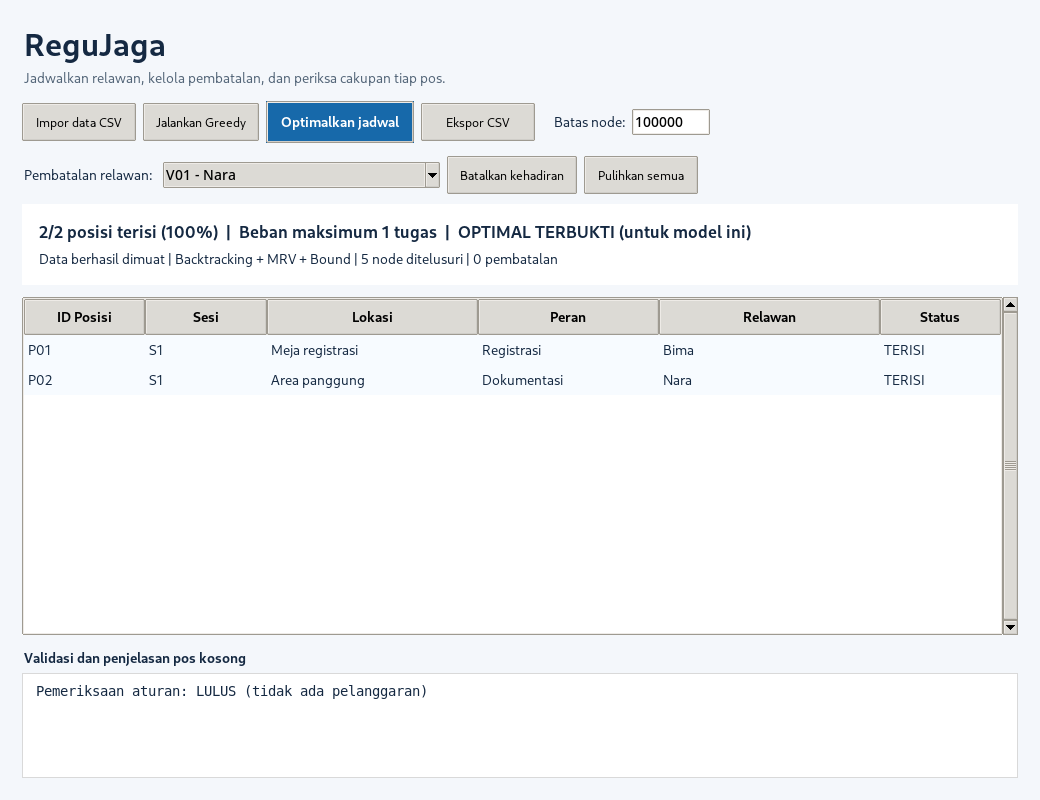 ReguJaga
Jadwalkan relawan, kelola pembatalan, dan periksa cakupan tiap pos.
Impor data CSV Jalankan Greedy Optimalkan jadwal Ekspor CSV Batas node: 100000
Pembatalan relawan: V01 - Nara Batalkan kehadiran Pulihkan semua
2/2 posisi terisi (100%) | Beban maksimum 1 tugas | OPTIMAL TERBUKTI (untuk model ini)
Data berhasil dimuat | Backtracking + MRV + Bound | 5 node ditelusuri | 0 pembatalan
ID Posisi Sesi Lokasi Peran Relawan Status
P01 S1 Meja registrasi Registrasi Bima TERISI
P02 S1 Area panggung Dokumentasi Nara TERISI
Validasi dan penjelasan pos kosong
Pemeriksaan aturan: LULUS (tidak ada pelanggaran)